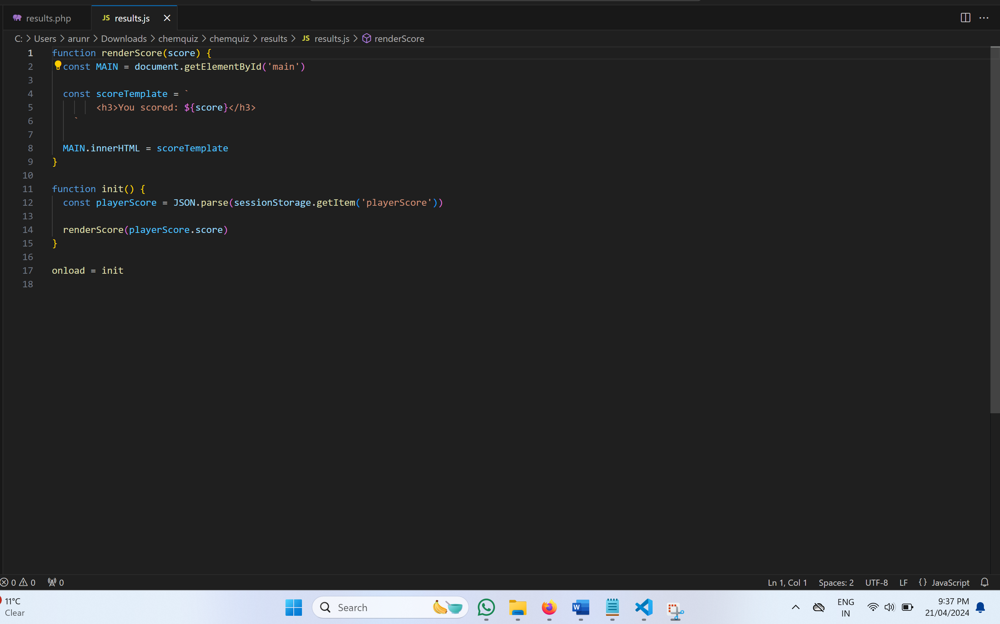 results.php
JS results.js
C: > Users > arunr > Downloads > chemquiz > chemquiz > results > JS results.js > renderScore
1 function renderScore(score) {
2 const MAIN = document.getElementById('main')
3
4 const scoreTemplate = `
5 <h3>You scored: ${score}</h3>
6 `
7
8 MAIN.innerHTML = scoreTemplate
9 }
10
11 function init() {
12 const playerScore = JSON.parse(sessionStorage.getItem('playerScore'))
13
14 renderScore(playerScore.score)
15 }
16
17 onload = init
18
0 0 0 Ln 1, Col 1 Spaces: 2 UTF-8 LF {} JavaScript
11°C
Clear
Search
W
ENG
IN
9:37 PM
21/04/2024